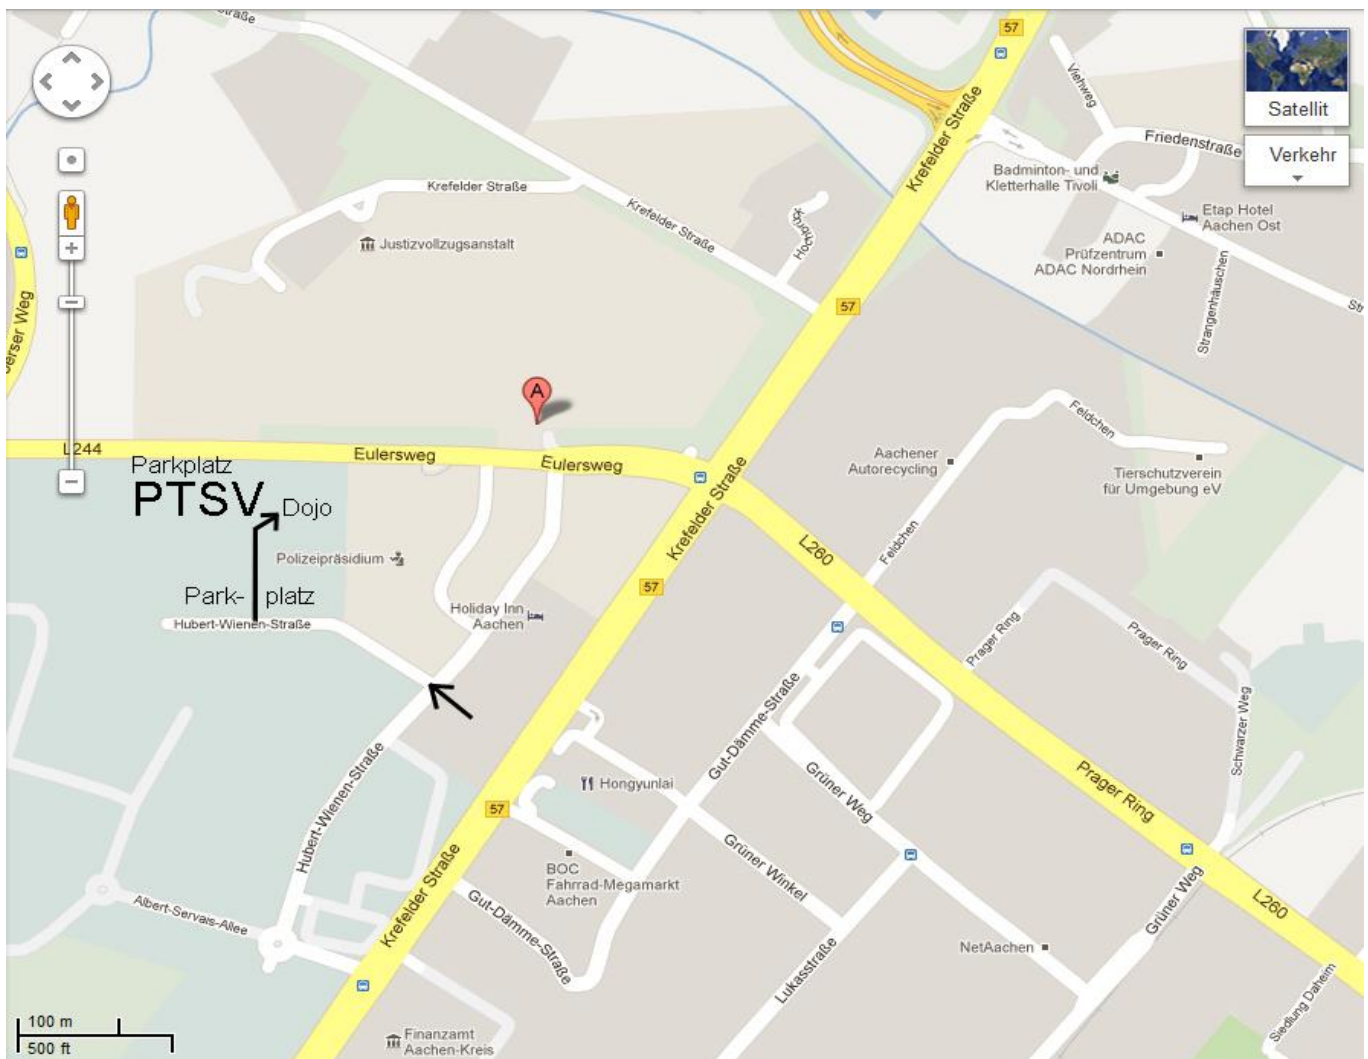 straße
57
Satellit
Verkehr
Viehweg
Friedenstraße
Krefelder Straße
Badminton- und
Kletterhalle Tivoli
Krefelder Straße
Krefelder Straße
Hochbrück
Etap Hotel
Aachen Ost
Justizvollzugsanstalt
ADAC
Prüfzentrum
ADAC Nordrhein
Strangenhäuschen
Str
erser Weg
57
A
Feldchen
L244
Eulersweg
Eulersweg
Parkplatz
PTSV
Dojo
Krefelder Straße
Aachener
Autorecycling
Tierschutzverein
für Umgebung eV
Feldchen
L260
Polizeipräsidium
57
Park- platz
Hubert-Wienen-Straße
Holiday Inn
Aachen
Prager Ring
Prager Ring
Schwarzer Weg
Gut-Dämme-Straße
Hongyunlai
Grüner Weg
Prager Ring
57
Hubert-Wienen-Straße
Krefelder Straße
BOC
Fahrrad-Megamarkt
Aachen
Grüner Winkel
Albert-Servais-Allee
Gut-Dämme-Straße
Lukasstraße
NetAachen
Grüner Weg
L260
Siedlung Daheim
100 m
500 ft
Finanzamt
Aachen-Kreis